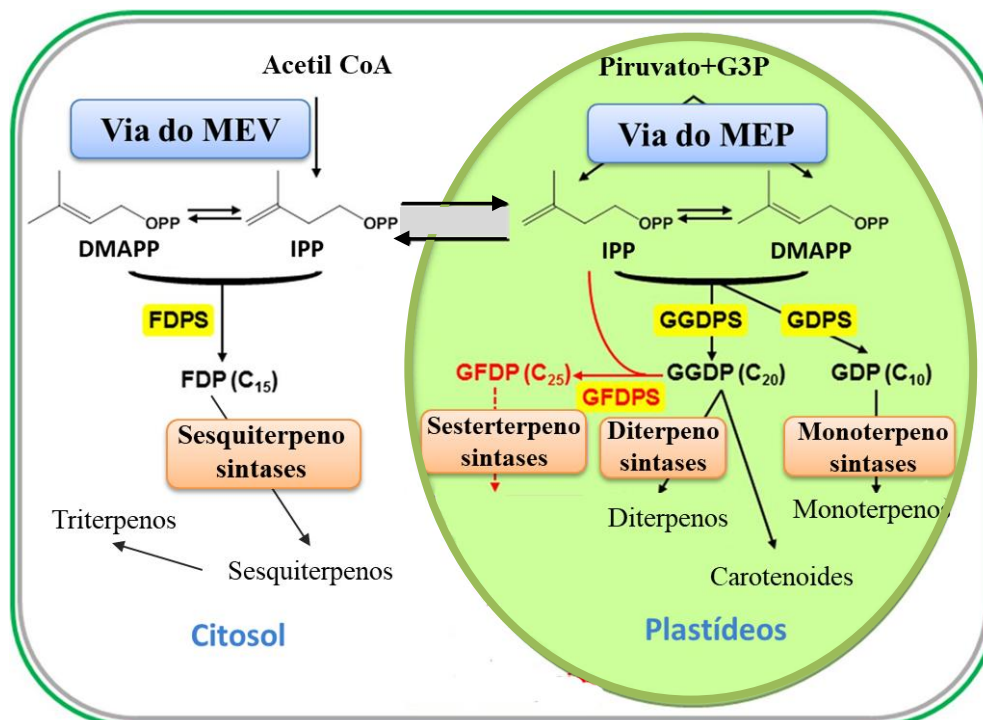 Acetil CoA
Via do MEV
OPP
OPP
DMAPP
IPP
FDPS
FDP (C₁₅)
Sesquiterpeno
sintases
Triterpenos
Sesquiterpenos
Citosol
Piruvato+G3P
Via do MEP
OPP
OPP
IPP
DMAPP
GGDPS
GDPS
GFDP (C₂₅)
GFDPS
GGDP (C₂₀)
GDP (C₁₀)
Sesterterpeno
sintases
Diterpeno
sintases
Monoterpeno
sintases
Diterpenos
Monoterpenos
Carotenoides
Plastídeos